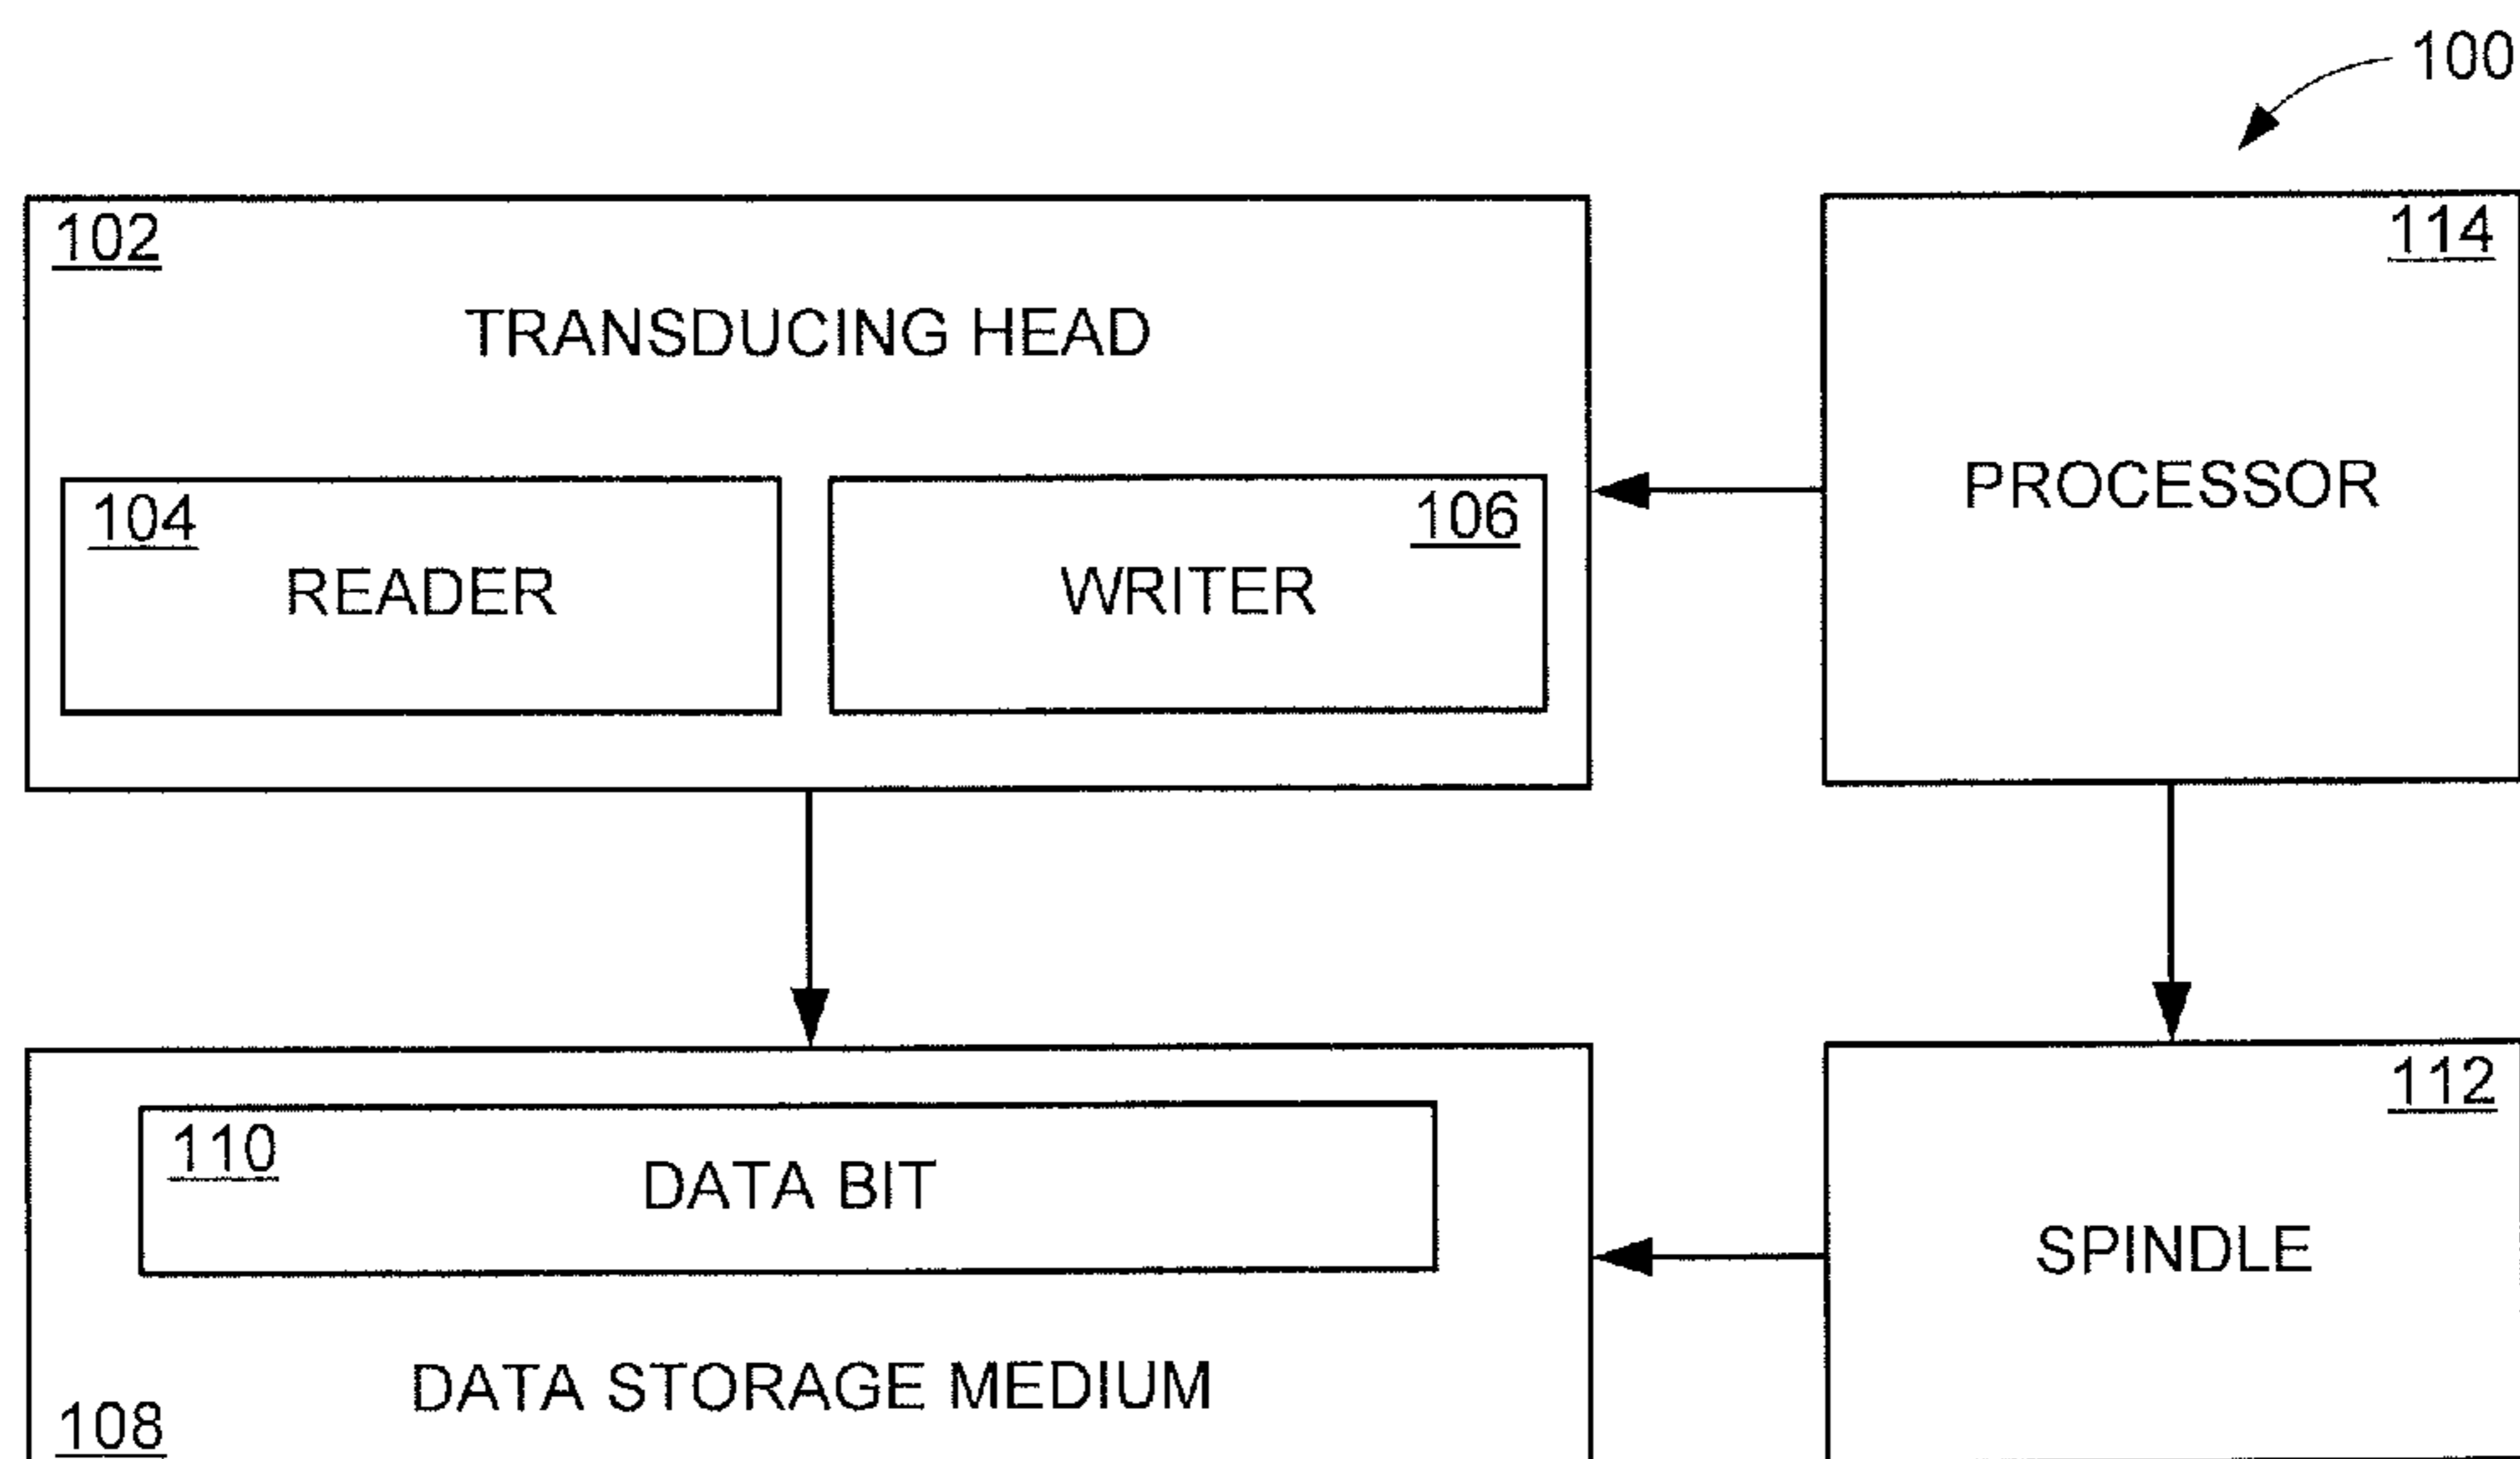 100
102
TRANSDUCING HEAD
104
READER
106
WRITER
114
PROCESSOR
110
DATA BIT
DATA STORAGE MEDIUM
108
112
SPINDLE